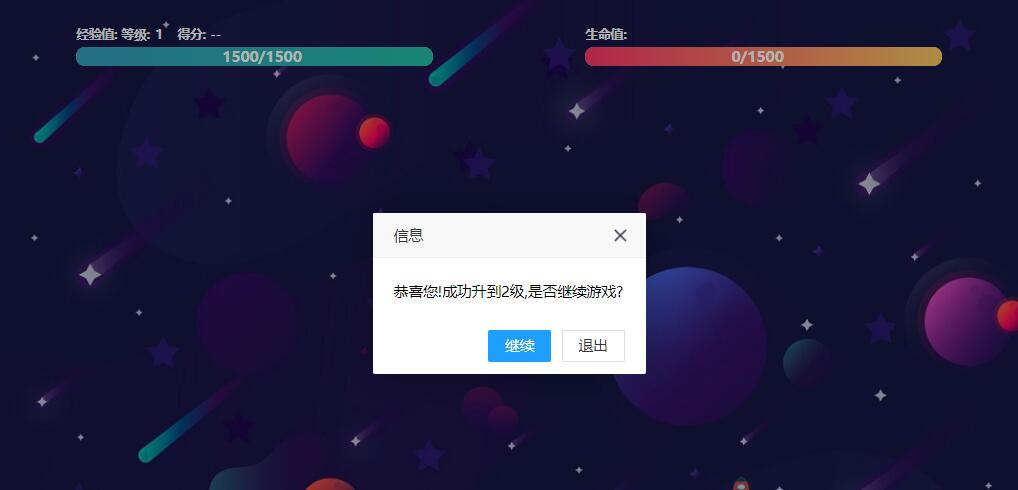 经验值: 等级: 1 得分: --
1500/1500
生命值:
0/1500
信息
恭喜您!成功升到2级,是否继续游戏?
继续 退出